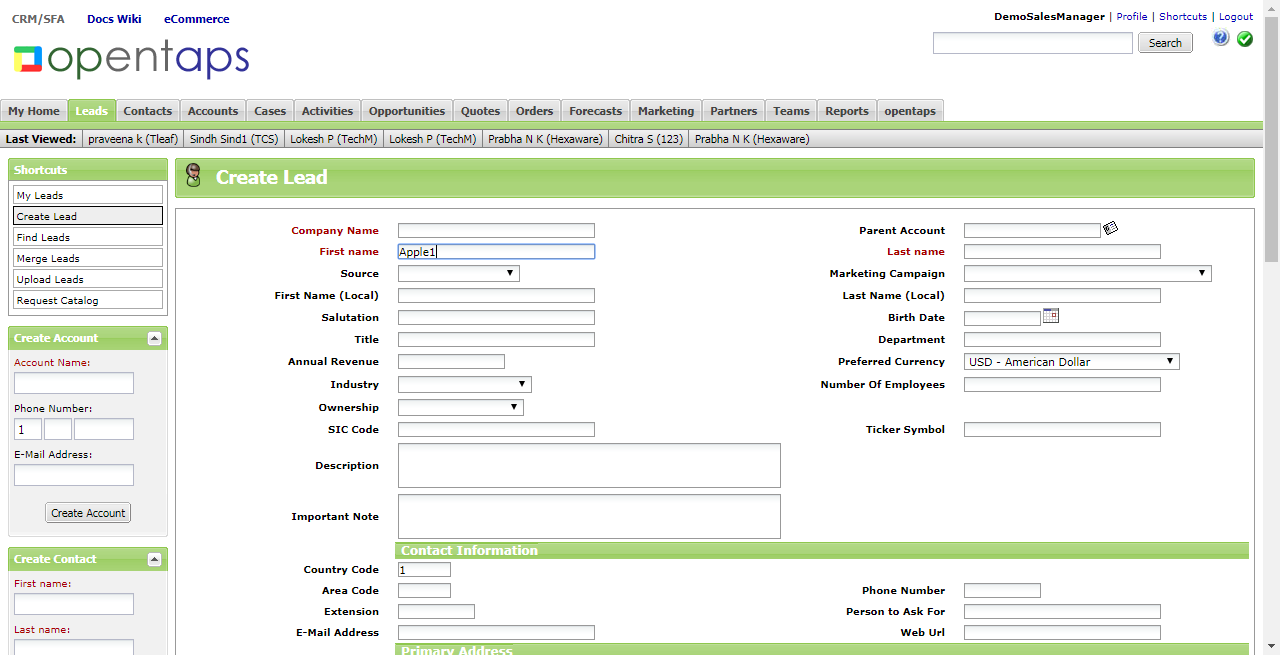 CRM/SFA Docs Wiki eCommerce
DemoSalesManager | Profile | Shortcuts | Logout
opentaps
Search
My Home Leads Contacts Accounts Cases Activities Opportunities Quotes Orders Forecasts Marketing Partners Teams Reports opentaps
Last Viewed: praveena k (Tleaf) Sindh Sind1 (TCS) Lokesh P (TechM) Lokesh P (TechM) Prabha N K (Hexaware) Chitra S (123) Prabha N K (Hexaware)
Shortcuts
My Leads
Create Lead
Find Leads
Merge Leads
Upload Leads
Request Catalog
Create Account
Account Name:
Phone Number:
1
E-Mail Address:
Create Account
Create Contact
First name:
Last name:
Create Lead
Company Name Parent Account
First name Apple1 Last name
Source Marketing Campaign
First Name (Local) Last Name (Local)
Salutation Birth Date
Title Department
Annual Revenue Preferred Currency USD - American Dollar
Industry Number Of Employees
Ownership
SIC Code Ticker Symbol
Description
Important Note
Contact Information
Country Code 1
Area Code Phone Number
Extension Person to Ask For
E-Mail Address Web Url
Primary Address